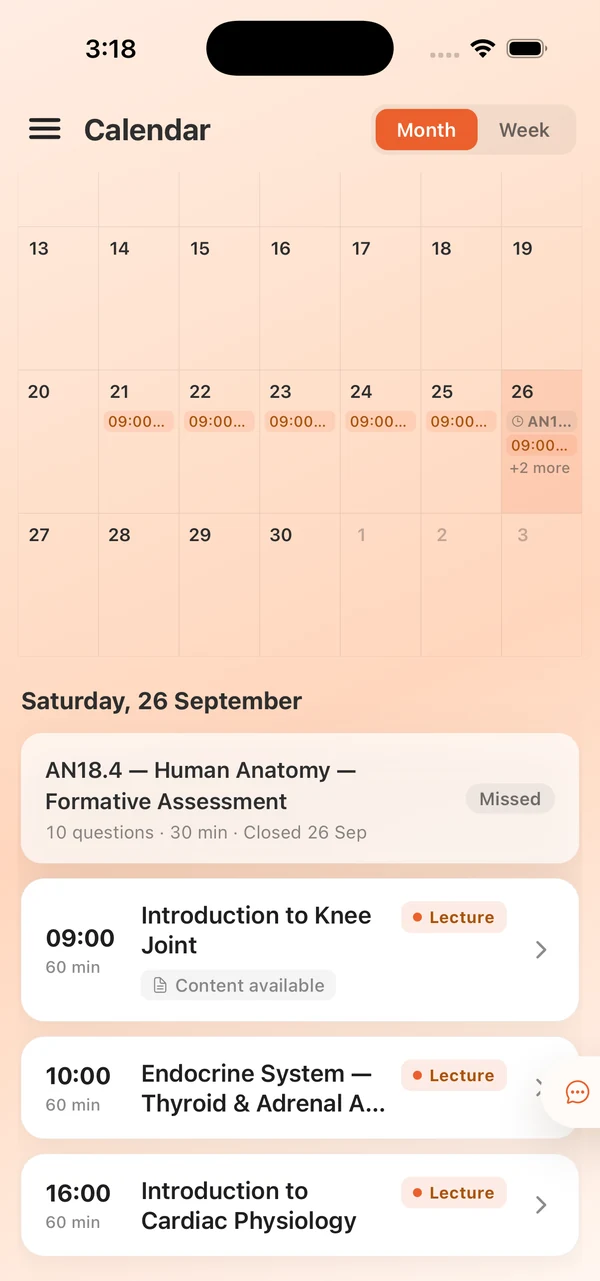 3:18
Calendar
Month Week
13 14 15 16 17 18 19
20 21 22 23 24 25 26
09:00... 09:00... 09:00... 09:00... 09:00... AN1...
09:00...
+2 more
27 28 29 30 1 2 3
Saturday, 26 September
AN18.4 — Human Anatomy —
Formative Assessment
Missed
10 questions · 30 min · Closed 26 Sep
09:00
60 min
Introduction to Knee
Joint
Lecture
Content available
10:00
60 min
Endocrine System —
Thyroid & Adrenal A...
Lecture
16:00
60 min
Introduction to
Cardiac Physiology
Lecture